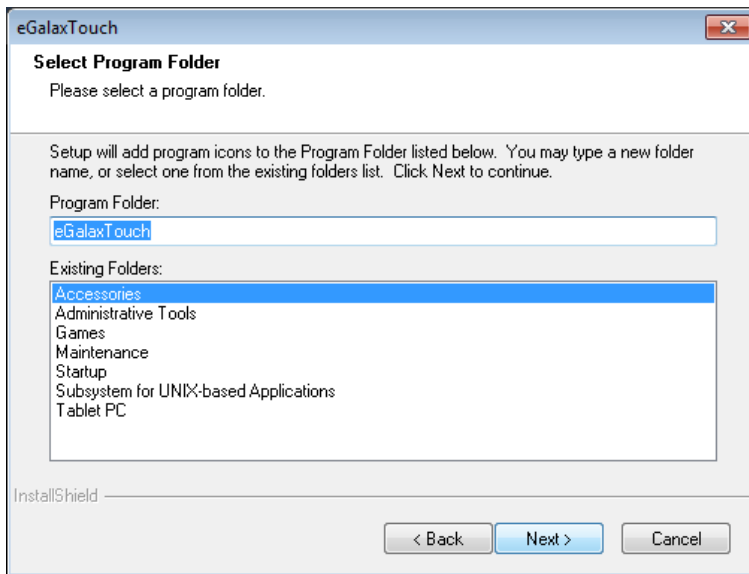 eGalaxTouch
Select Program Folder
Please select a program folder.
Setup will add program icons to the Program Folder listed below. You may type a new folder
name, or select one from the existing folders list. Click Next to continue.
Program Folder:
eGalaxTouch
Existing Folders:
Accessories
Administrative Tools
Games
Maintenance
Startup
Subsystem for UNIX-based Applications
Tablet PC
InstallShield
< Back Next > Cancel